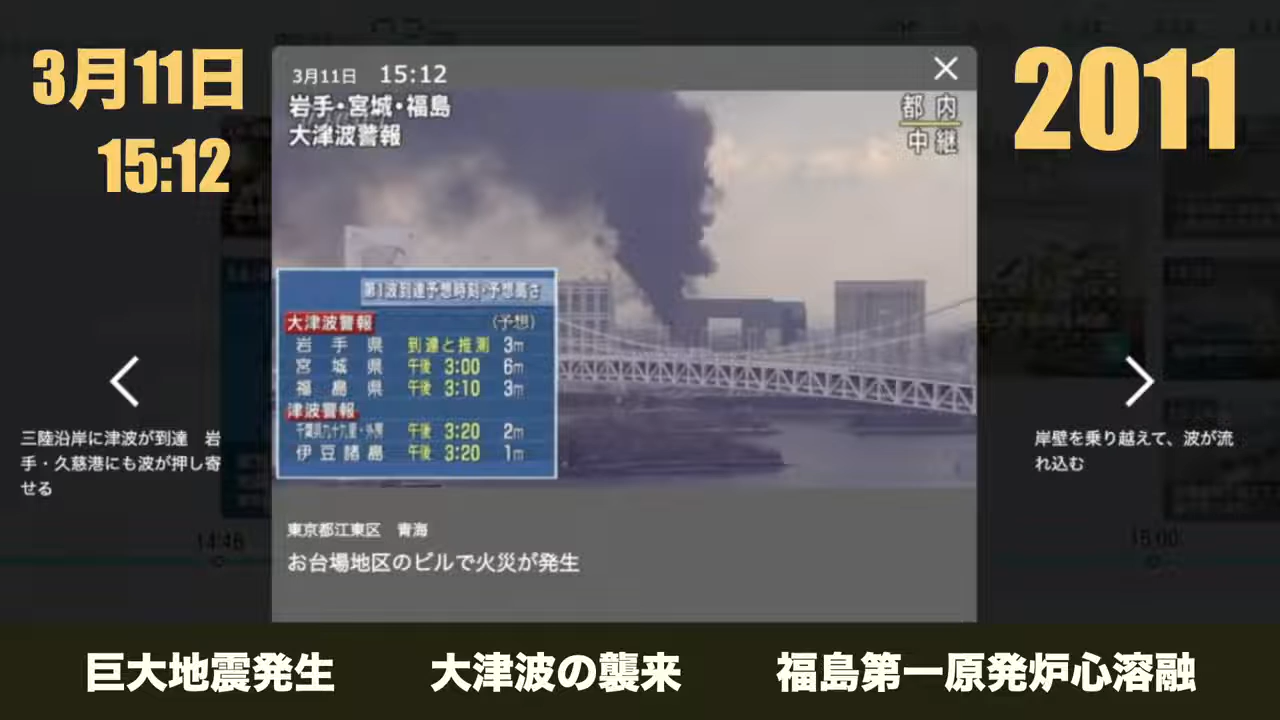 3月11日
15:12
2011
3月11日 15:12
岩手・宮城・福島
大津波警報
都内
中継
第1波到達予想時刻・予想高さ
大津波警報 (予想)
岩手県 到達と推測 3m
宮城県 午後 3:00 6m
福島県 午後 3:10 3m
津波警報
千葉県九十九里・外房 午後 3:20 2m
伊豆諸島 午後 3:20 1m
三陸沿岸に津波が到達 岩
手・久慈港にも波が押し寄
せる
岸壁を乗り越えて、波が流
れ込む
東京都江東区 青海
お台場地区のビルで火災が発生
14:46
15:00
巨大地震発生 大津波の襲来 福島第一原発炉心溶融